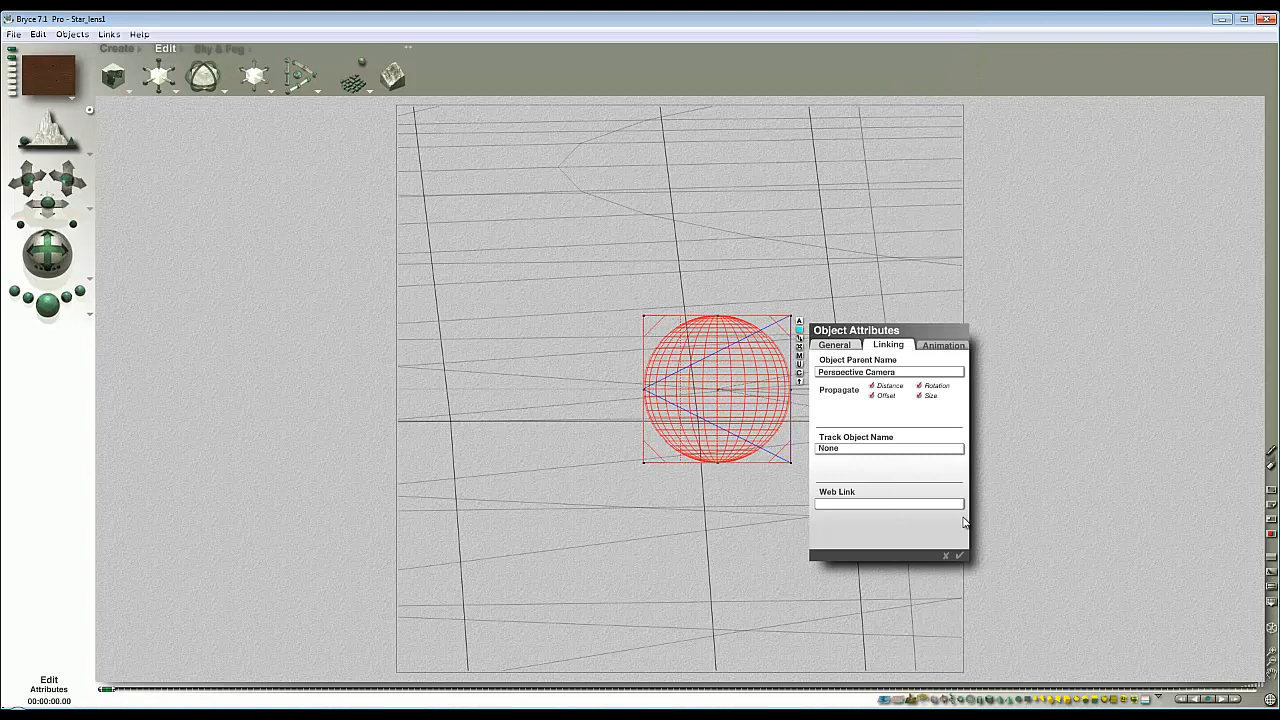 Bryce 7.1 Pro - Star_lens1
File Edit Objects Links Help
Create Edit Sky & Fog
A
M
U
C
Object Attributes
General Linking Animation
Object Parent Name
Perspective Camera
Propagate Distance Rotation
Offset Size
Track Object Name
None
Web Link
Edit
Attributes
00:00:00.00